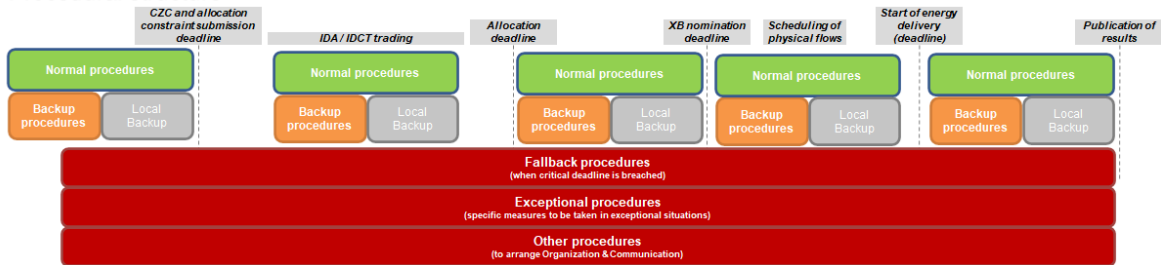 CZC and allocation
constraint submission
deadline
IDA / IDCT trading
Allocation
deadline
XB nomination
deadline
Scheduling of
physical flows
Start of energy
delivery
(deadline)
Publication of
results
Normal procedures
Normal procedures
Normal procedures
Normal procedures
Normal procedures
Backup
procedures
Local
Backup
Backup
procedures
Local
Backup
Backup
procedures
Local
Backup
Backup
procedures
Local
Backup
Backup
procedures
Local
Backup
Fallback procedures
(when critical deadline is breached)
Exceptional procedures
(specific measures to be taken in exceptional situations)
Other procedures
(to arrange Organization & Communication)